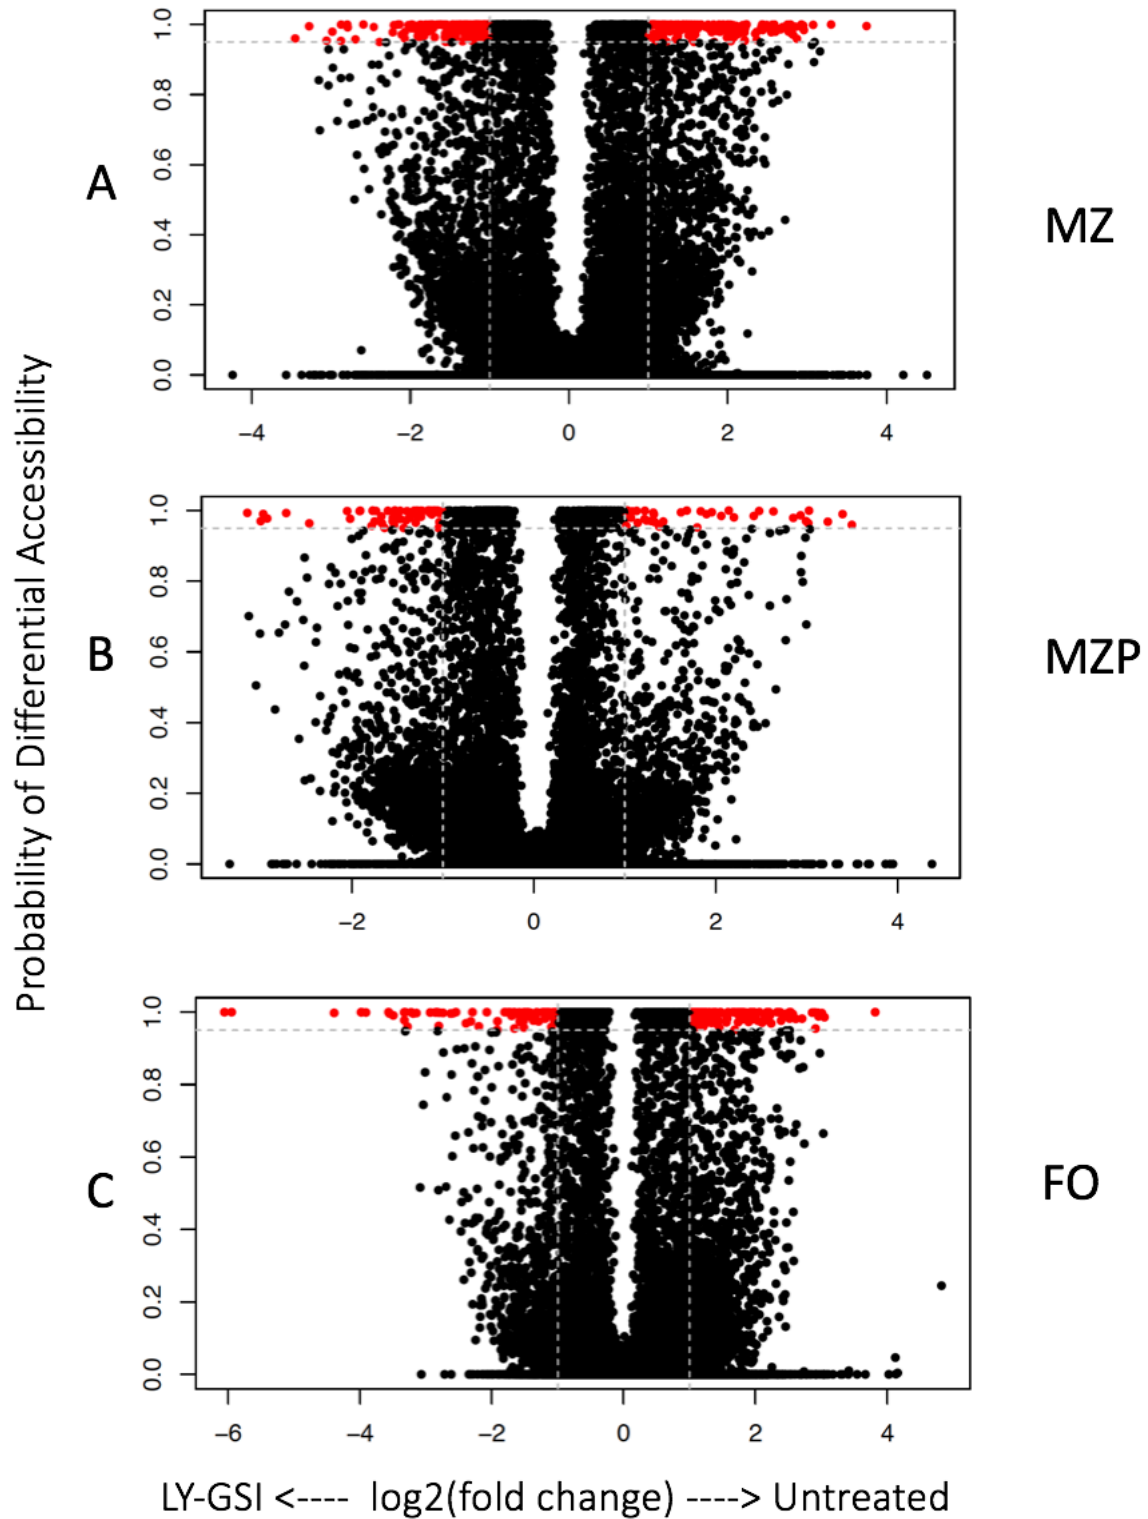 Probability of Differential Accessibility
A
MZ
1.0
0.8
0.6
0.4
0.2
0.0
−4 −2 0 2 4
B
MZP
1.0
0.8
0.6
0.4
0.2
0.0
−2 0 2 4
C
FO
1.0
0.8
0.6
0.4
0.2
0.0
−6 −4 −2 0 2 4
LY-GSI <---- log2(fold change) ----> Untreated